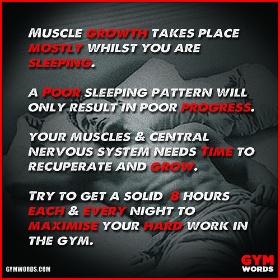 MUSCLE GROWTH TAKES PLACE
MOSTLY WHILST YOU ARE
SLEEPING.
A POOR SLEEPING PATTERN WILL
ONLY RESULT IN POOR PROGRESS.
YOUR MUSCLES & CENTRAL
NERVOUS SYSTEM NEEDS TIME TO
RECUPERATE AND GROW.
TRY TO GET A SOLID 8 HOURS
EACH & EVERY NIGHT TO
MAXIMISE YOUR HARD WORK IN
THE GYM.
GYMWORDS.COM
GYM
WORDS